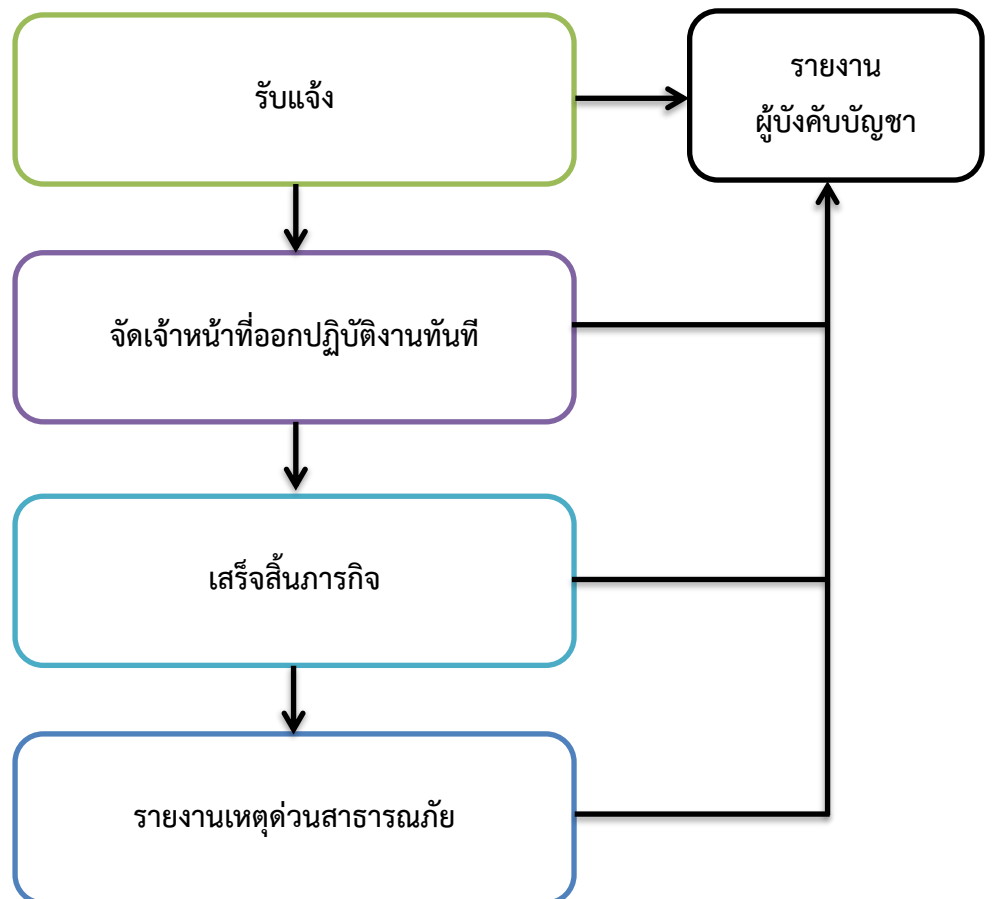 รับแจ้ง
รายงาน
ผู้บังคับบัญชา
จัดเจ้าหน้าที่ออกปฏิบัติงานทันที
เสร็จสิ้นภารกิจ
รายงานเหตุด่วนสาธารณภัย